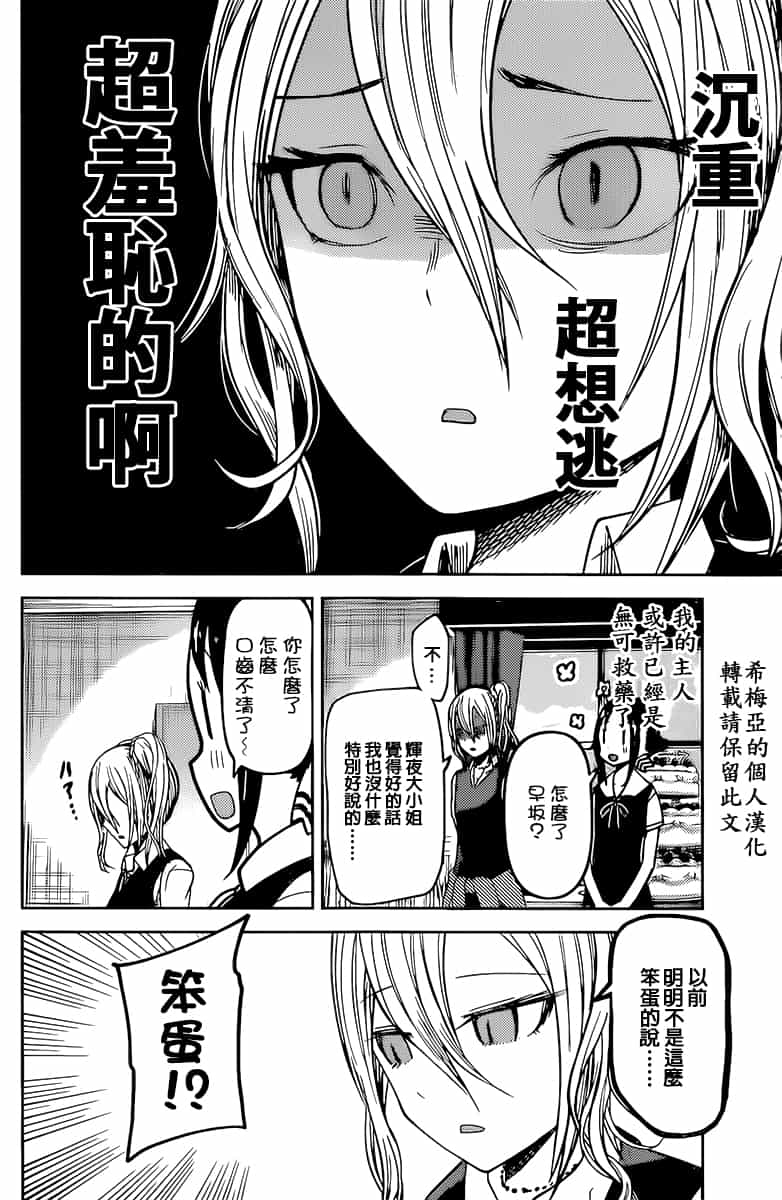 沉重
超想逃
超羞恥的啊
希梅亞的個人漢化
轉載請保留此文
我的主人
或許已經是
無可救藥了
怎麼了
早坂?
不…
輝夜大小姐
覺得好的話
我也沒什麼
特別好說的……
你怎麼了
怎麼
口齒不清了~
ハァ…
以前
明明不是這麼
笨蛋的說……
笨蛋!?